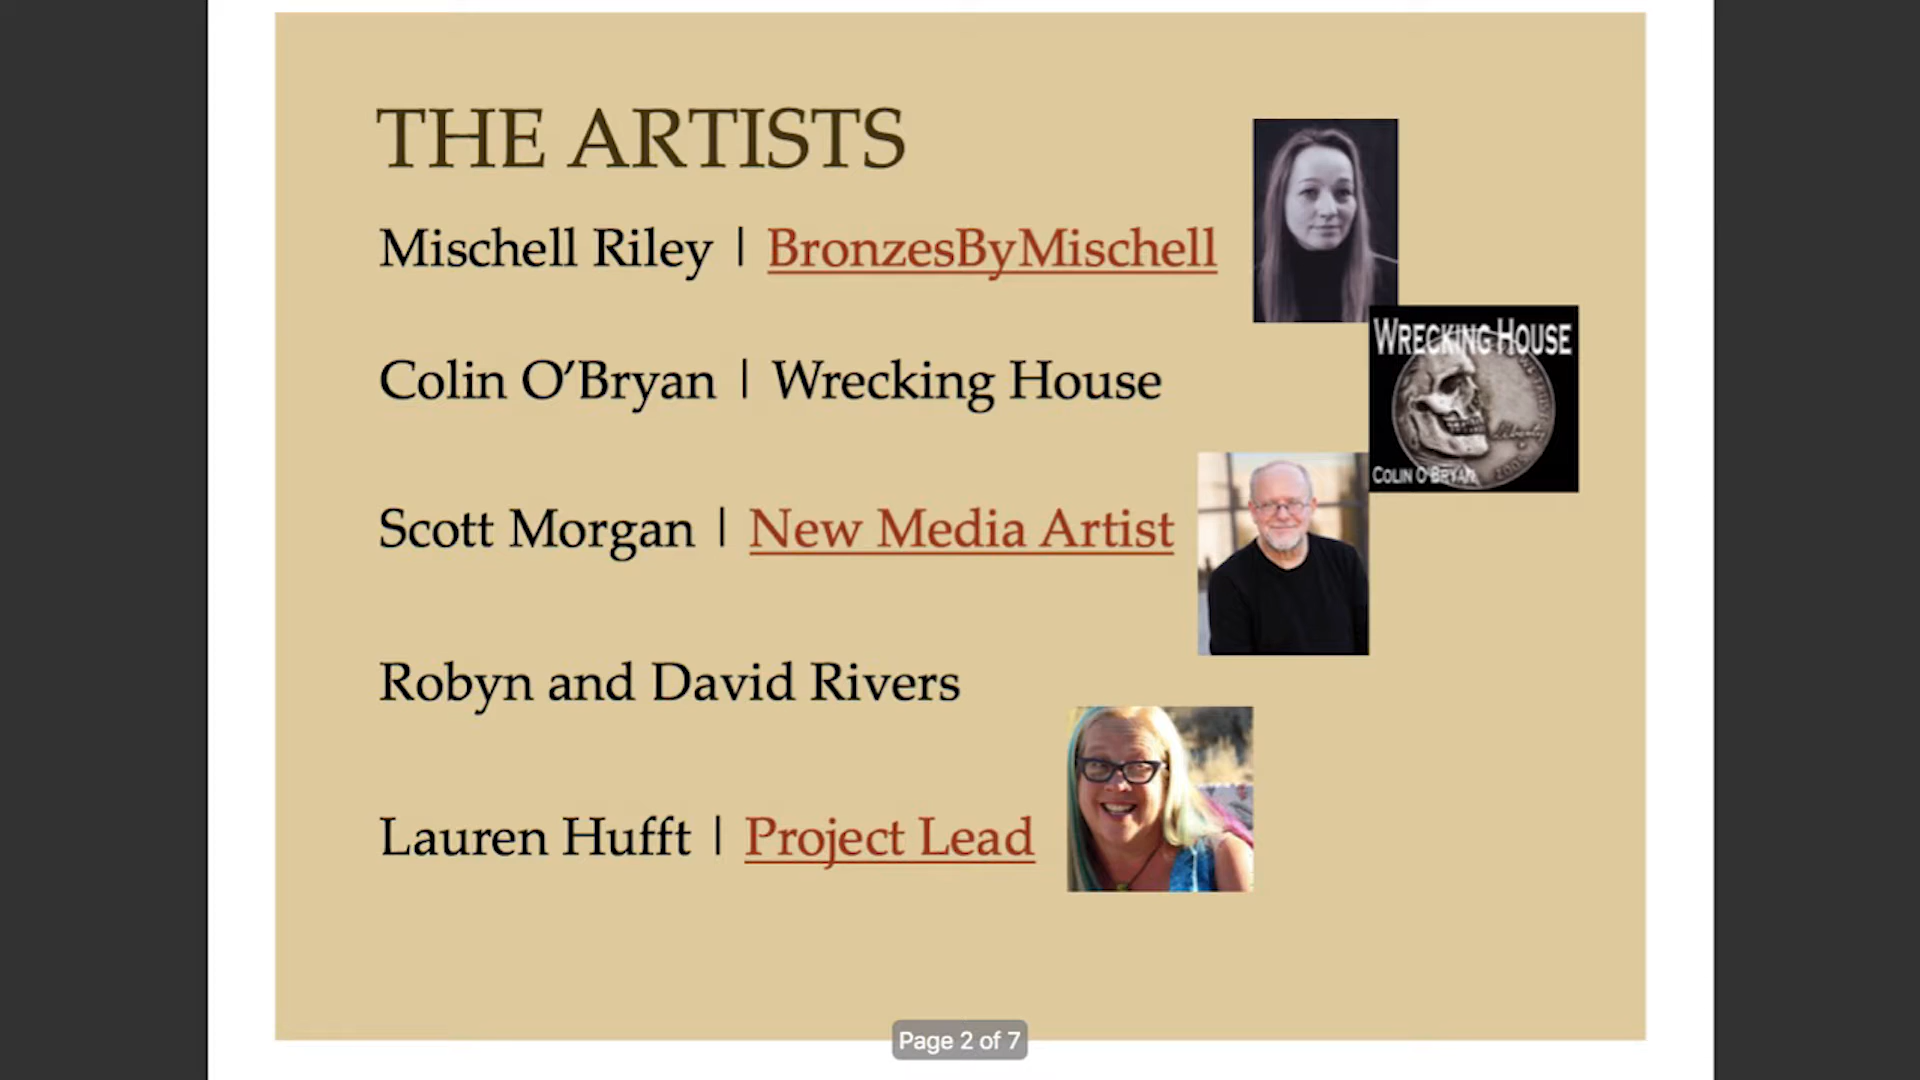 THE ARTISTS
Mischell Riley | BronzesByMischell
Colin O’Bryan | Wrecking House
WRECKING HOUSE
Liberty
COLIN O'BRYAN
Scott Morgan | New Media Artist
Robyn and David Rivers
Lauren Hufft | Project Lead
Page 2 of 7